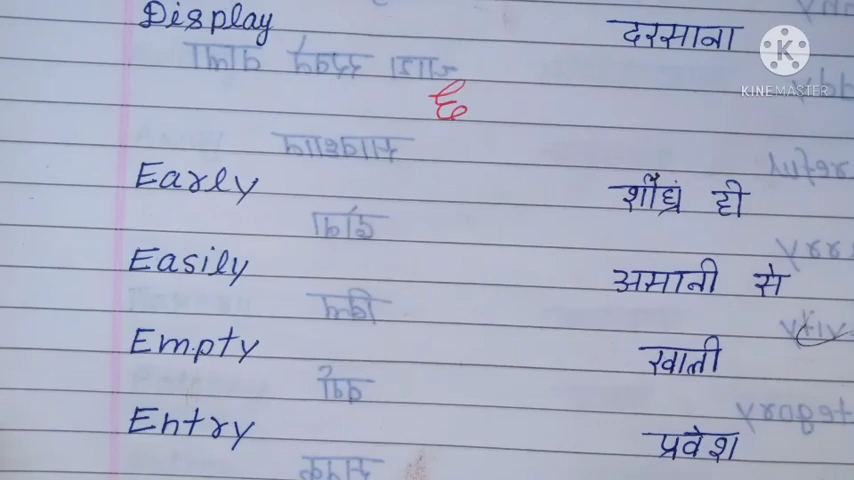 Display दरसाना
KINEMASTER
E
Early शीघ्रं ही
Easily असानी से
Empty खाली
Entry प्रवेश